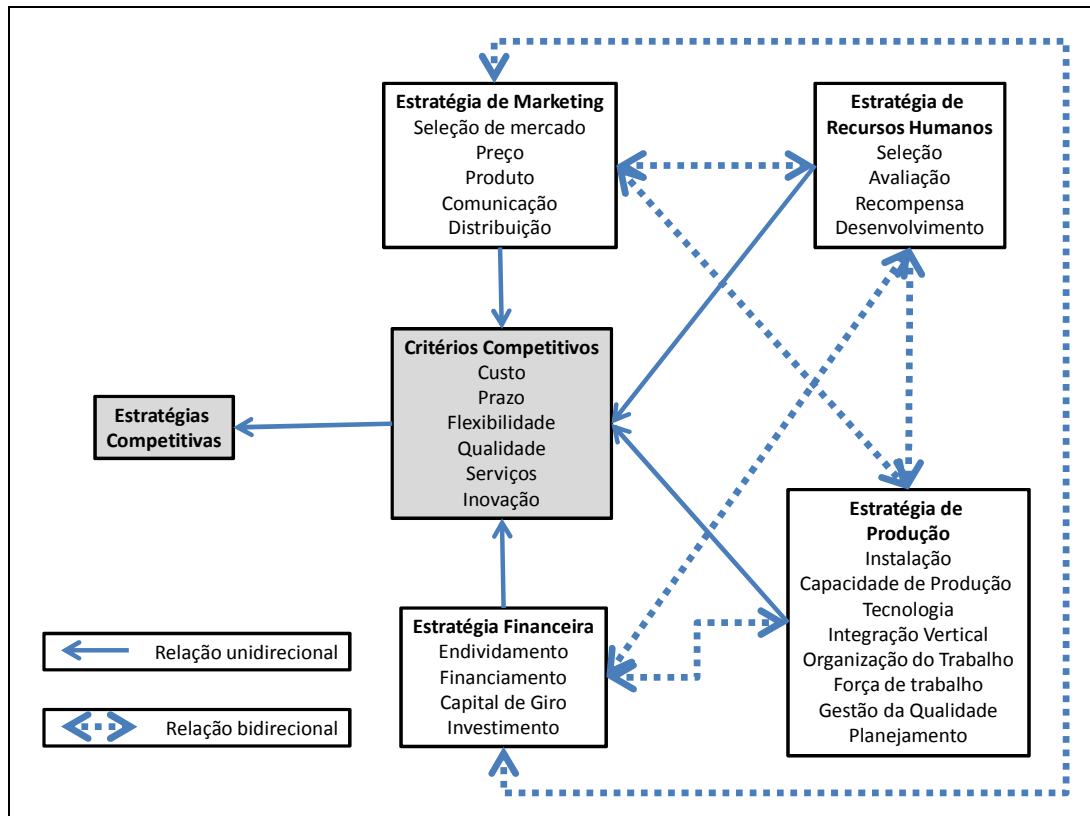 Estratégia de Marketing
Seleção de mercado
Preço
Produto
Comunicação
Distribuição
Estratégia de
Recursos Humanos
Seleção
Avaliação
Recompensa
Desenvolvimento
Critérios Competitivos
Custo
Prazo
Flexibilidade
Qualidade
Serviços
Inovação
Estratégias
Competitivas
Estratégia de
Produção
Instalação
Capacidade de Produção
Tecnologia
Integração Vertical
Organização do Trabalho
Força de trabalho
Gestão da Qualidade
Planejamento
Estratégia Financeira
Endividamento
Financiamento
Capital de Giro
Investimento
Relação unidirecional
Relação bidirecional